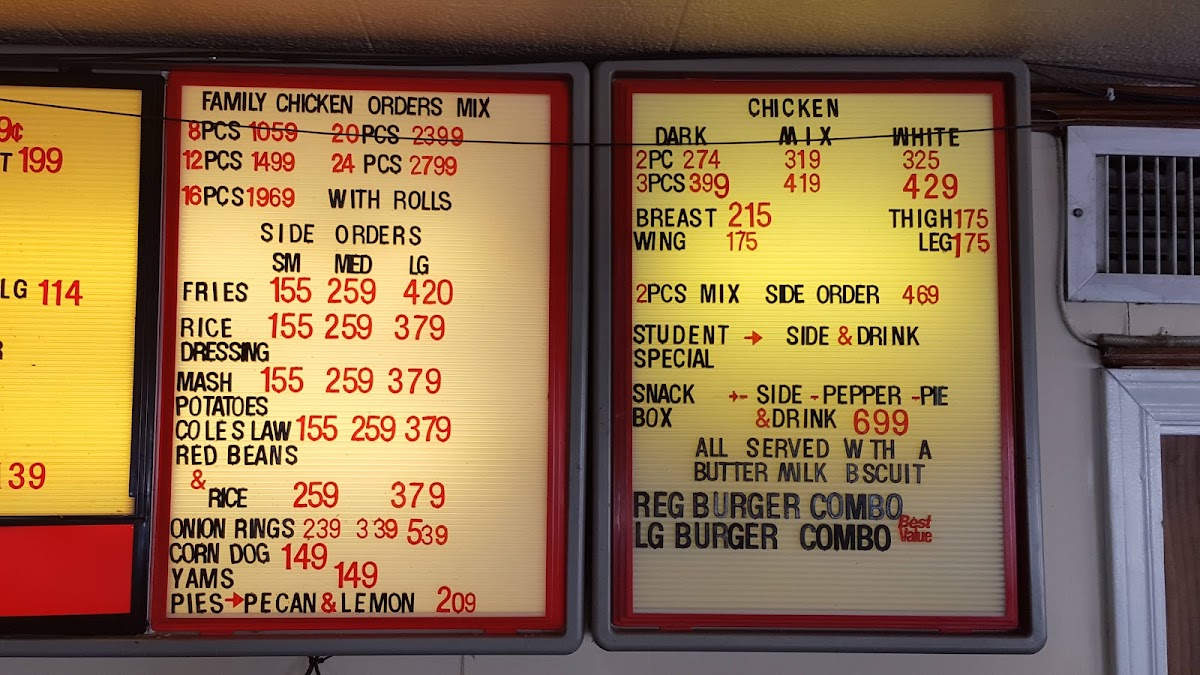 9¢
T 199
LG 114
R
139
FAMILY CHICKEN ORDERS MIX
8PCS 1059 20PCS 2399
12PCS 1499 24 PCS 2799
16PCS 1969 WITH ROLLS
SIDE ORDERS
SM MED LG
FRIES 155 259 420
RICE 155 259 379
DRESSING
MASH 155 259 379
POTATOES
COLESLAW 155 259 379
RED BEANS
&
RICE 259 379
ONION RINGS 239 339 539
CORN DOG 149
YAMS 149
PIES→PECAN & LEMON 209
CHICKEN
DARK MIX WHITE
2PC 274 319 325
3PCS 399 419 429
BREAST 215 THIGH 175
WING 175 LEG 175
2PCS MIX SIDE ORDER 469
STUDENT → SIDE & DRINK
SPECIAL
SNACK →- SIDE - PEPPER - PIE
BOX & DRINK 699
ALL SERVED W TH A
BUTTER MILK B SCUIT
REG BURGER COMBO
LG BURGER COMBO Best Value